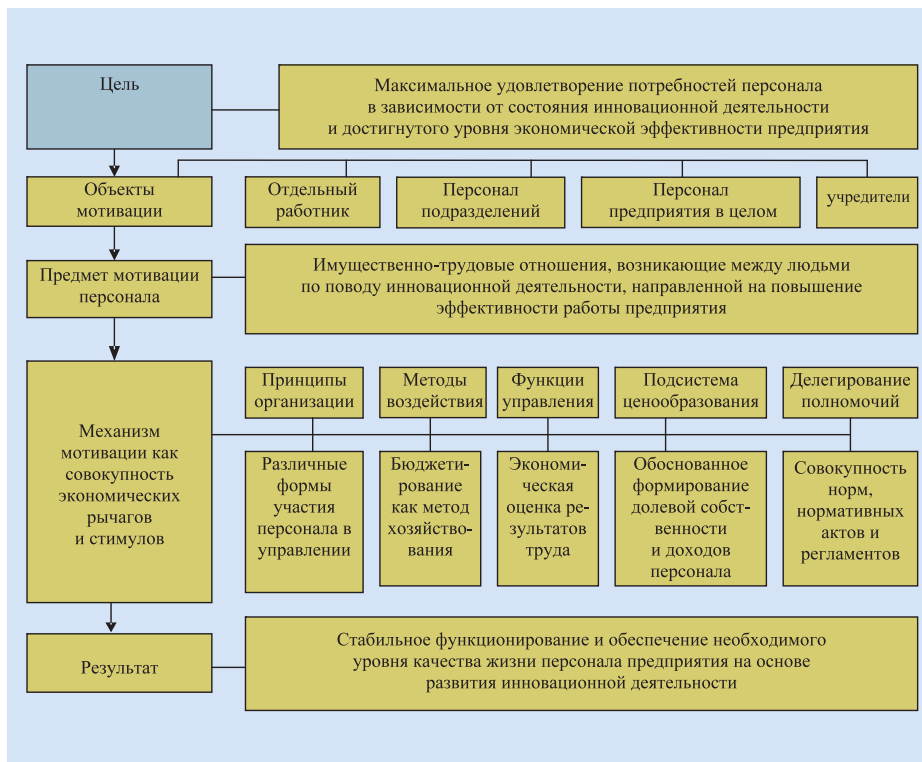 Цель
Максимальное удовлетворение потребностей персонала
в зависимости от состояния инновационной деятельности
и достигнутого уровня экономической эффективности предприятия
Объекты
мотивации
Отдельный
работник
Персонал
подразделений
Персонал
предприятия в целом
учредители
Предмет мотивации
персонала
Имущественно-трудовые отношения, возникающие между людьми
по поводу инновационной деятельности, направленной на повышение
эффективности работы предприятия
Механизм
мотивации как
совокупность
экономических
рычагов
и стимулов
Принципы
организации
Методы
воздействия
Функции
управления
Подсистема
ценообразования
Делегирование
полномочий
Различные
формы
участия
персонала в
управлении
Бюджети-
рование
как метод
хозяйство-
вания
Экономи-
ческая
оценка ре-
зультатов
труда
Обоснованное
формирование
долевой собст-
венности
и доходов
персонала
Совокупность
норм,
нормативных
актов и
регламентов
Результат
Стабильное функционирование и обеспечение необходимого
уровня качества жизни персонала предприятия на основе
развития инновационной деятельности